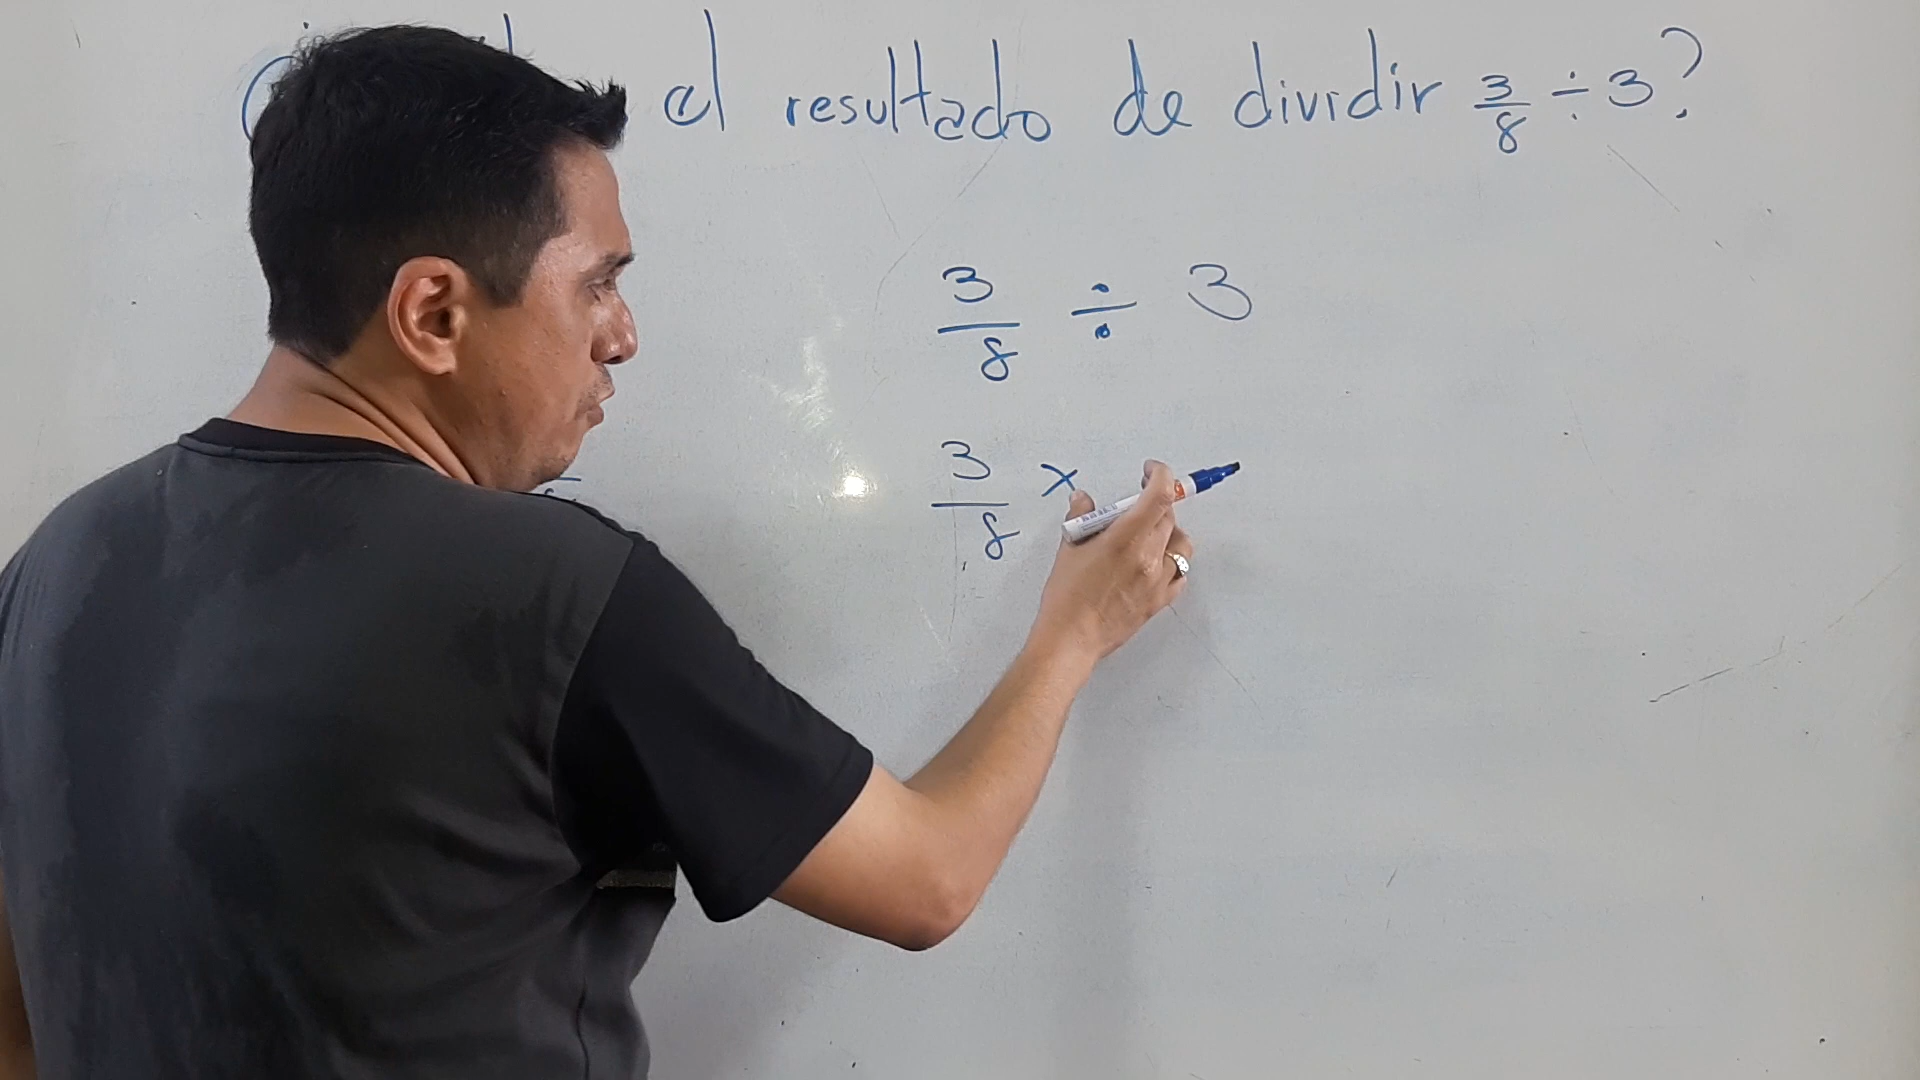 el resultado de dividir 3/8 ÷ 3?
3/8 ÷ 3
3/8 ×